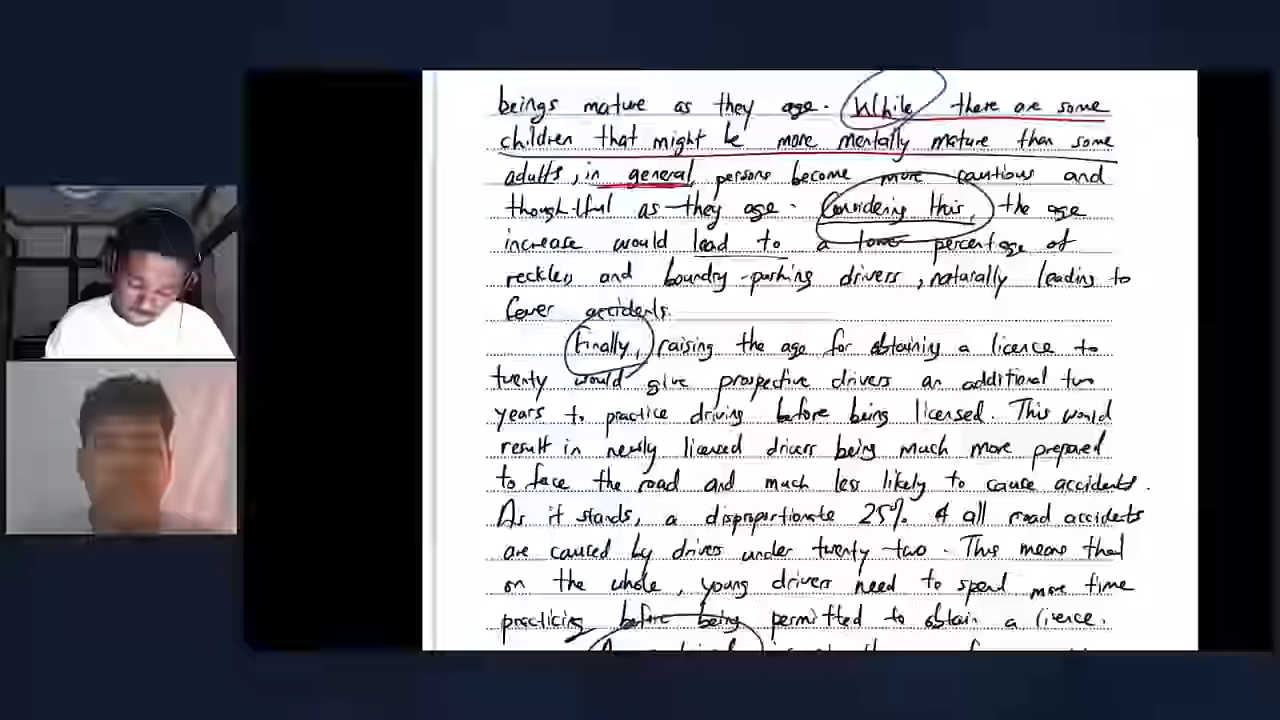 beings mature as they age. While there are some
children that might be more mentally mature than some
adults, in general, persons become more cautious and
thoughtful as they age. Considering this, the age
increase would lead to a lower percentage of
reckless and boundry-pushing drivers, naturally leading to
fewer accidents.
Finally, raising the age for obtaining a licence to
twenty would give prospective drivers an additional two
years to practice driving before being licensed. This would
result in newly licensed drivers being much more prepared
to face the road and much less likely to cause accidents.
As it stands, a disproportionate 25% of all road accidents
are caused by drivers under twenty two. This means that
on the whole, young drivers need to spend more time
practicing before being permitted to obtain a licence.